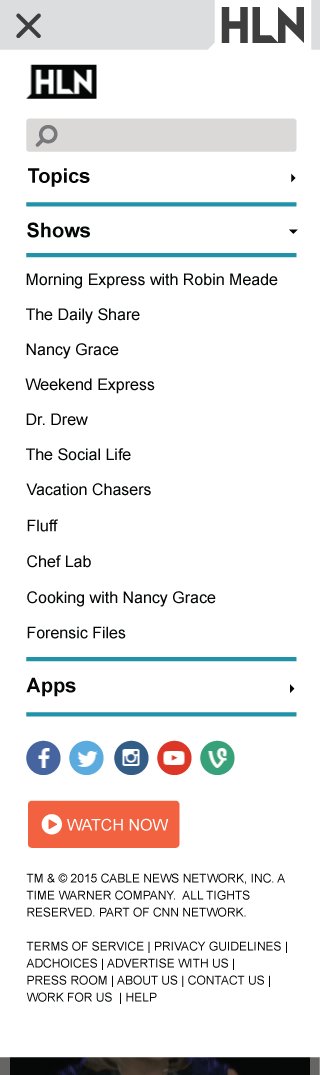 HLN
HLN
Topics
Shows
Morning Express with Robin Meade
The Daily Share
Nancy Grace
Weekend Express
Dr. Drew
The Social Life
Vacation Chasers
Fluff
Chef Lab
Cooking with Nancy Grace
Forensic Files
Apps
WATCH NOW
TM & © 2015 CABLE NEWS NETWORK, INC. A
TIME WARNER COMPANY. ALL TIGHTS
RESERVED. PART OF CNN NETWORK.
TERMS OF SERVICE | PRIVACY GUIDELINES |
ADCHOICES | ADVERTISE WITH US |
PRESS ROOM | ABOUT US | CONTACT US |
WORK FOR US | HELP